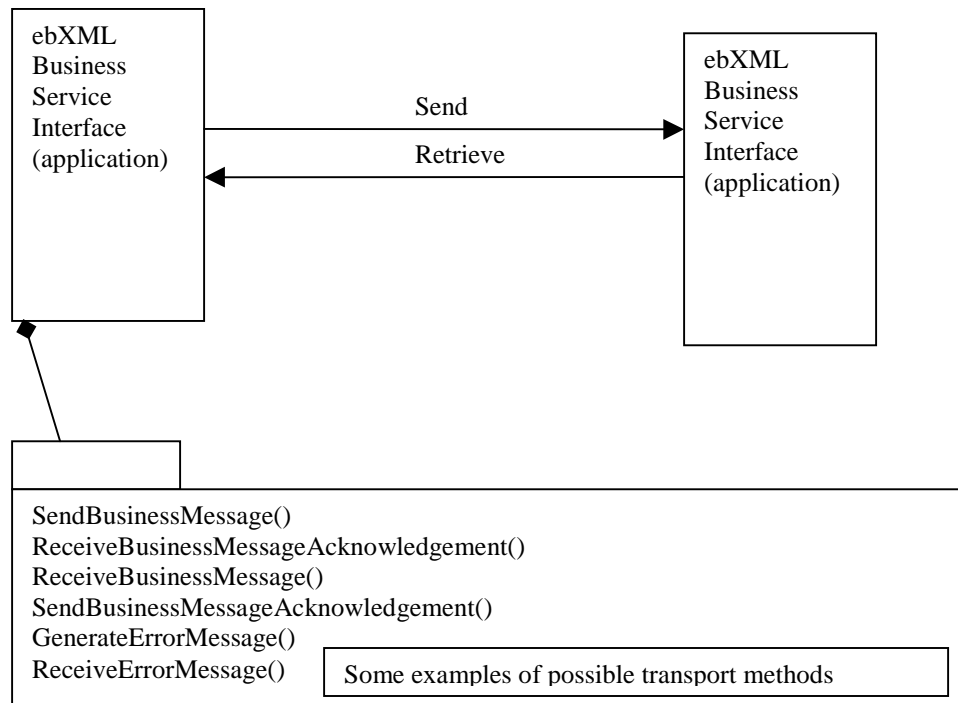 ebXML
Business
Service
Interface
(application)
Send
Retrieve
ebXML
Business
Service
Interface
(application)
SendBusinessMessage()
ReceiveBusinessMessageAcknowledgement()
ReceiveBusinessMessage()
SendBusinessMessageAcknowledgement()
GenerateErrorMessage()
ReceiveErrorMessage()
Some examples of possible transport methods